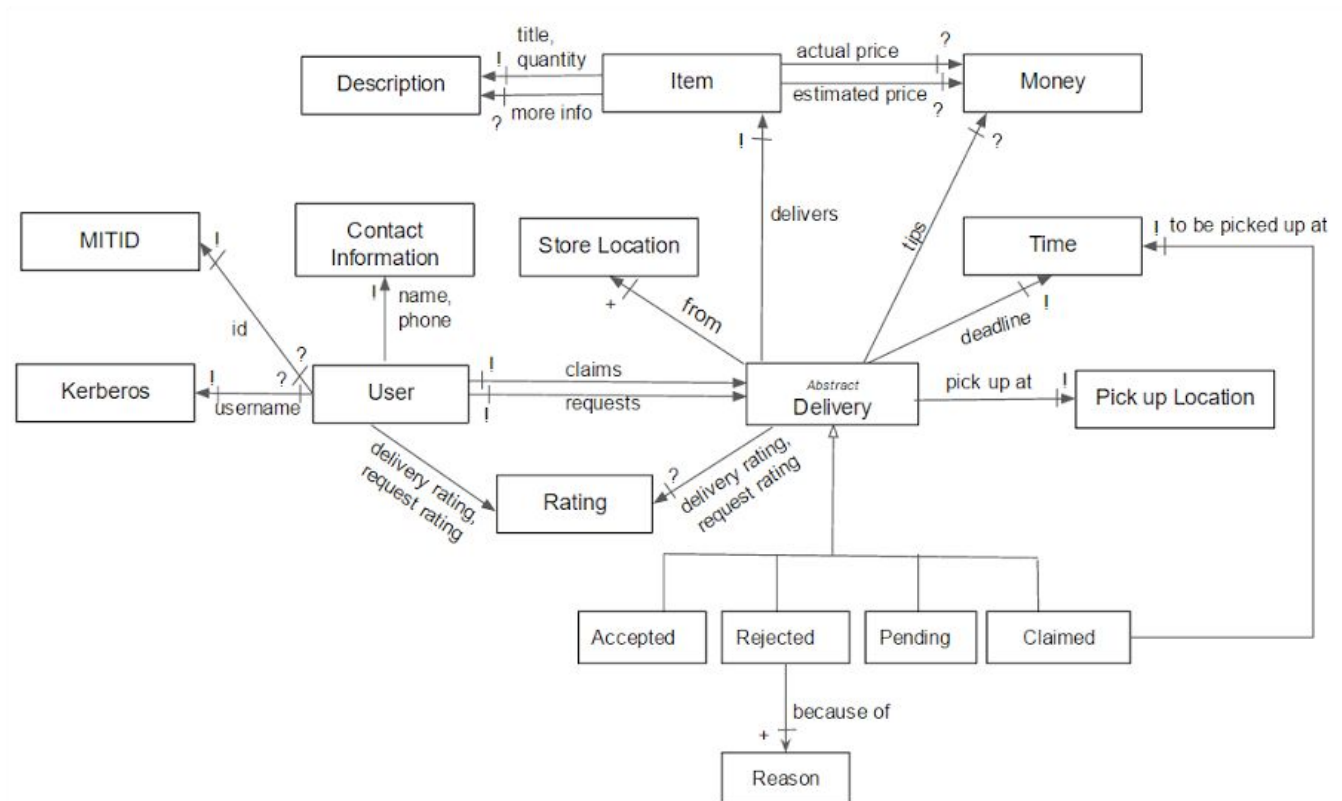 title,
quantity
!
Description
?
more info
Item
actual price
?
estimated price
?
Money
!
delivers
?
tips
MITID
!
id
?
Contact
Information
!
name,
phone
Store Location
+
from
Time
!
to be picked up at
!
deadline
Kerberos
!
?
username
User
!
claims
!
requests
Abstract
Delivery
pick up at
!
Pick up Location
delivery rating,
request rating
Rating
?
delivery rating,
request rating
Accepted
Rejected
Pending
Claimed
because of
+
Reason